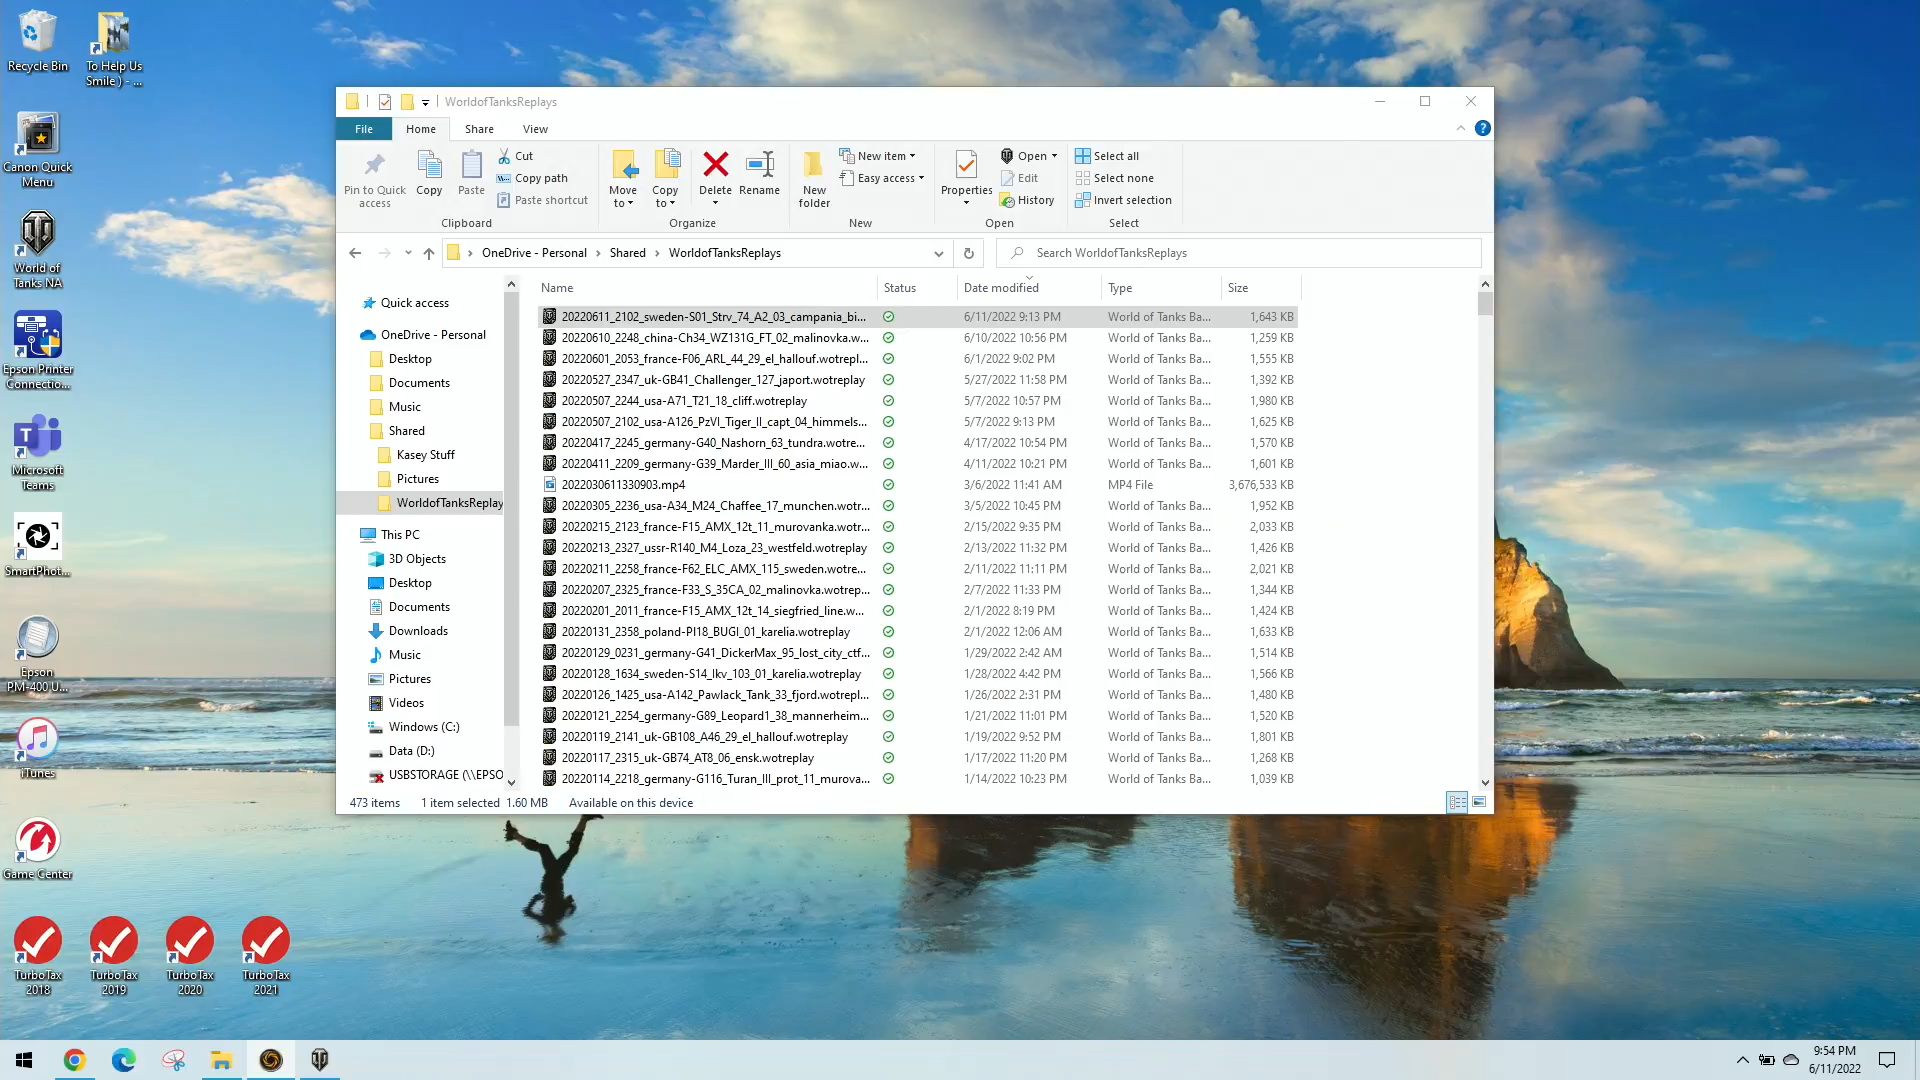 Recycle Bin
To Help Us
Smile ) - ...
Canon Quick
Menu
World of
Tanks NA
Epson Printer
Connectio...
Microsoft
Teams
SmartPhot...
Epson
PM-400 U...
iTunes
Game Center
TurboTax
2018
TurboTax
2019
TurboTax
2020
TurboTax
2021
WorldofTanksReplays
File Home Share View
Pin to Quick
access
Copy
Paste
Cut
Copy path
Paste shortcut
Clipboard
Move
to
Copy
to
Delete
Rename
Organize
New
folder
New item
Easy access
New
Properties
Open
Edit
History
Open
Select all
Select none
Invert selection
Select
OneDrive - Personal > Shared > WorldofTanksReplays
Search WorldofTanksReplays
Quick access
OneDrive - Personal
Desktop
Documents
Music
Shared
Kasey Stuff
Pictures
WorldofTanksReplay
This PC
3D Objects
Desktop
Documents
Downloads
Music
Pictures
Videos
Windows (C:)
Data (D:)
USBSTORAGE (\\EPSO
Name Status Date modified Type Size
20220611_2102_sweden-S01_Strv_74_A2_03_campania_bi... 6/11/2022 9:13 PM World of Tanks Ba... 1,643 KB
20220610_2248_china-Ch34_WZ131G_FT_02_malinovka.w... 6/10/2022 10:56 PM World of Tanks Ba... 1,259 KB
20220601_2053_france-F06_ARL_44_29_el_hallouf.wotrepl... 6/1/2022 9:02 PM World of Tanks Ba... 1,555 KB
20220527_2347_uk-GB41_Challenger_127_japort.wotreplay 5/27/2022 11:58 PM World of Tanks Ba... 1,392 KB
20220507_2244_usa-A71_T21_18_cliff.wotreplay 5/7/2022 10:57 PM World of Tanks Ba... 1,980 KB
20220507_2102_usa-A126_PzVI_Tiger_II_capt_04_himmels... 5/7/2022 9:13 PM World of Tanks Ba... 1,625 KB
20220417_2245_germany-G40_Nashorn_63_tundra.wotre... 4/17/2022 10:54 PM World of Tanks Ba... 1,570 KB
20220411_2209_germany-G39_Marder_III_60_asia_miao.w... 4/11/2022 10:21 PM World of Tanks Ba... 1,601 KB
2022030611330903.mp4 3/6/2022 11:41 AM MP4 File 3,676,533 KB
20220305_2236_usa-A34_M24_Chaffee_17_munchen.wotr... 3/5/2022 10:45 PM World of Tanks Ba... 1,952 KB
20220215_2123_france-F15_AMX_12t_11_murovanka.wotr... 2/15/2022 9:35 PM World of Tanks Ba... 2,033 KB
20220213_2327_ussr-R140_M4_Loza_23_westfeld.wotreplay 2/13/2022 11:32 PM World of Tanks Ba... 1,426 KB
20220211_2258_france-F62_ELC_AMX_115_sweden.wotre... 2/11/2022 11:11 PM World of Tanks Ba... 2,021 KB
20220207_2325_france-F33_S_35CA_02_malinovka.wotrep... 2/7/2022 11:33 PM World of Tanks Ba... 1,344 KB
20220201_2011_france-F15_AMX_12t_14_siegfried_line.w... 2/1/2022 8:19 PM World of Tanks Ba... 1,424 KB
20220131_2358_poland-Pl18_BUGI_01_karelia.wotreplay 2/1/2022 12:06 AM World of Tanks Ba... 1,633 KB
20220129_0231_germany-G41_DickerMax_95_lost_city_ctf... 1/29/2022 2:42 AM World of Tanks Ba... 1,514 KB
20220128_1634_sweden-S14_Ikv_103_01_karelia.wotreplay 1/28/2022 4:42 PM World of Tanks Ba... 1,566 KB
20220126_1425_usa-A142_Pawlack_Tank_33_fjord.wotrepl... 1/26/2022 2:31 PM World of Tanks Ba... 1,480 KB
20220121_2254_germany-G89_Leopard1_38_mannerheim... 1/21/2022 11:01 PM World of Tanks Ba... 1,520 KB
20220119_2141_uk-GB108_A46_29_el_hallouf.wotreplay 1/19/2022 9:52 PM World of Tanks Ba... 1,801 KB
20220117_2315_uk-GB74_AT8_06_ensk.wotreplay 1/17/2022 11:20 PM World of Tanks Ba... 1,268 KB
20220114_2218_germany-G116_Turan_III_prot_11_murova... 1/14/2022 10:23 PM World of Tanks Ba... 1,039 KB
473 items 1 item selected 1.60 MB Available on this device
9:54 PM
6/11/2022